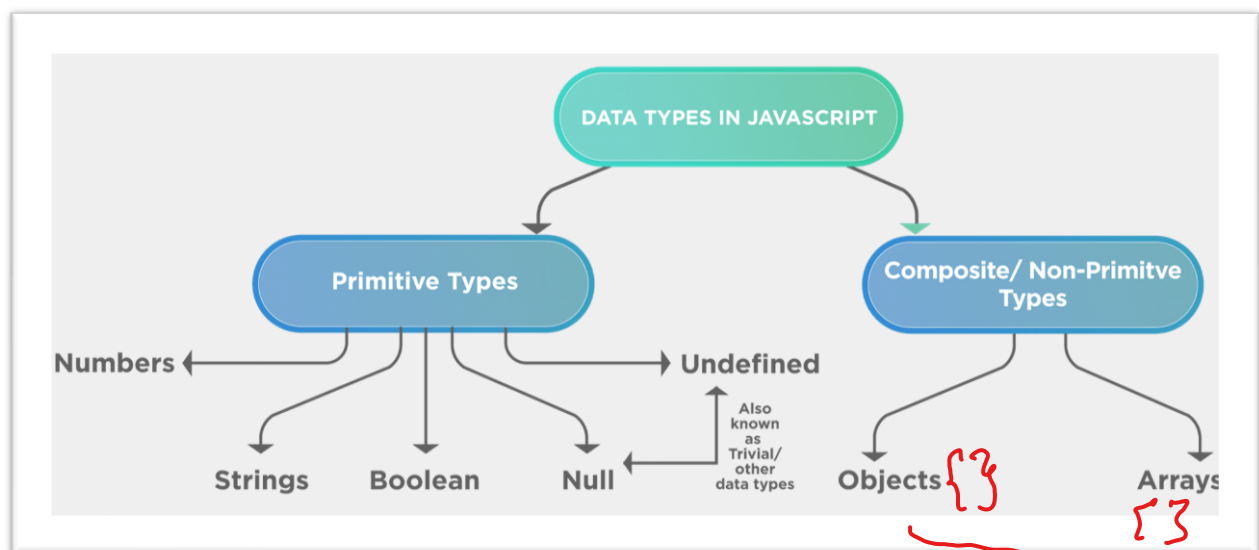 DATA TYPES IN JAVASCRIPT
Primitive Types
Composite/ Non-Primitve
Types
Numbers
Undefined
Also
known
as
Trivial/
other
data types
Strings
Boolean
Null
Objects {}
Arrays
[]